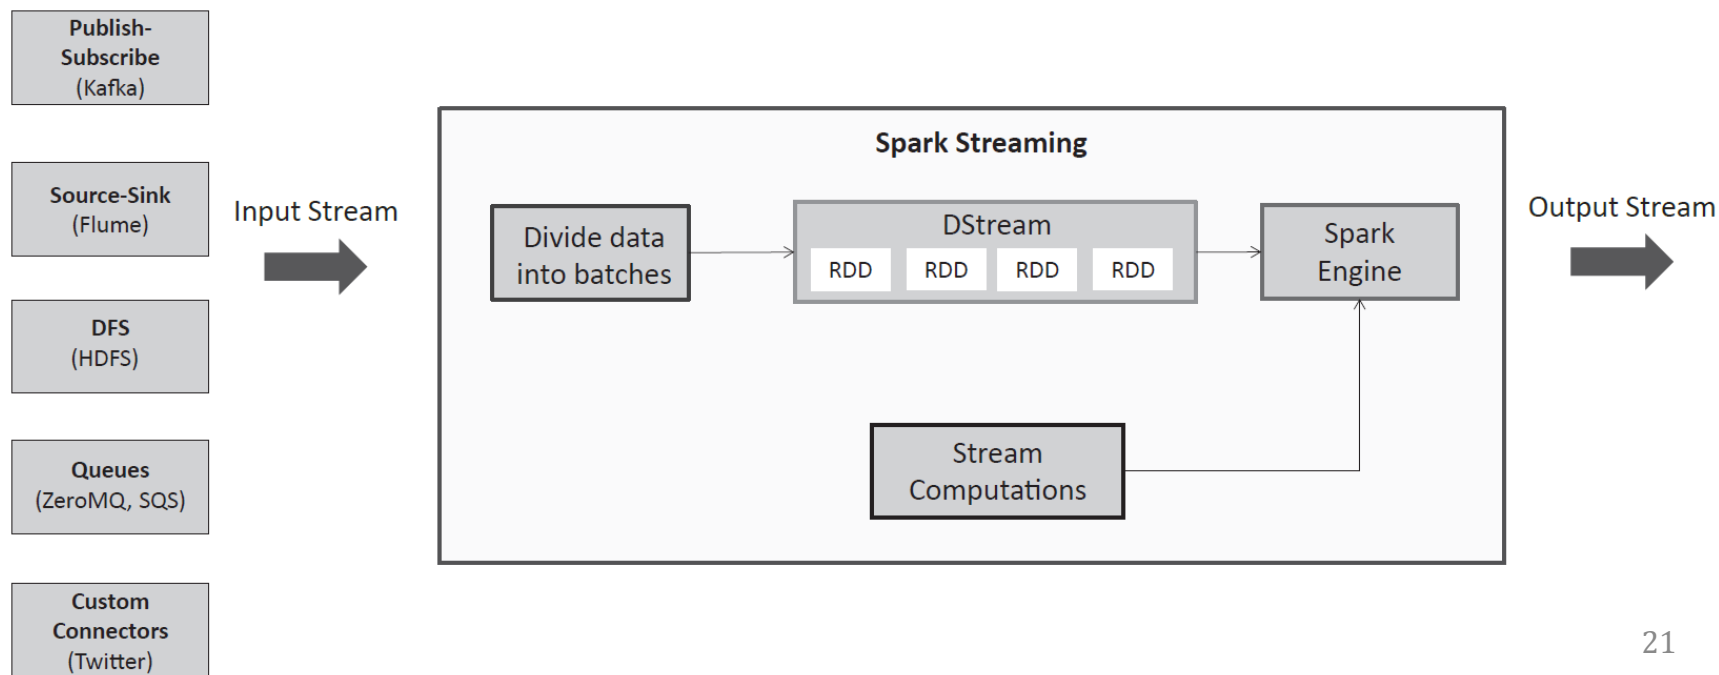 Publish-
Subscribe
(Kafka)
Source-Sink
(Flume)
DFS
(HDFS)
Queues
(ZeroMQ, SQS)
Custom
Connectors
(Twitter)
Input Stream
Spark Streaming
Divide data
into batches
DStream
RDD
RDD
RDD
RDD
Spark
Engine
Stream
Computations
Output Stream
21